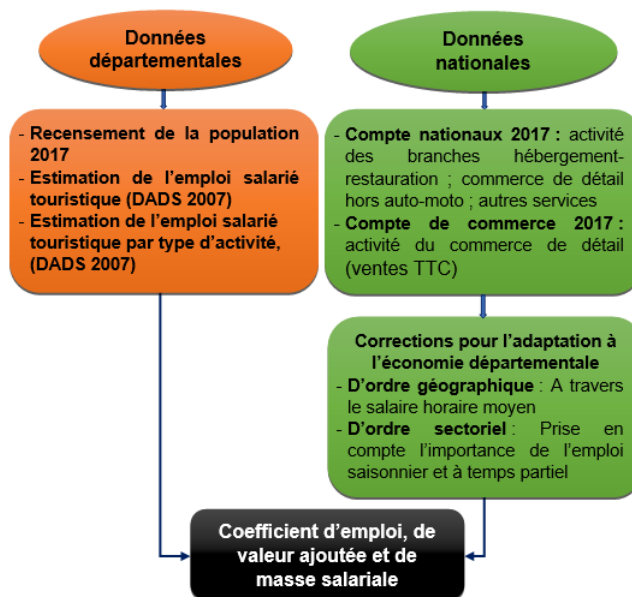 Données
départementales
- Recensement de la population
2017
- Estimation de l'emploi salarié
touristique (DADS 2007)
- Estimation de l'emploi salarié
touristique par type d'activité,
(DADS 2007)
Données
nationales
- Compte nationaux 2017 : activité
des branches hébergement-
restauration ; commerce de détail
hors auto-moto ; autres services
- Compte de commerce 2017 :
activité du commerce de détail
(ventes TTC)
Corrections pour l'adaptation à
l'économie départementale
- D'ordre géographique : A travers
le salaire horaire moyen
- D'ordre sectoriel : Prise en
compte l'importance de l'emploi
saisonnier et à temps partiel
Coefficient d'emploi, de
valeur ajoutée et de
masse salariale